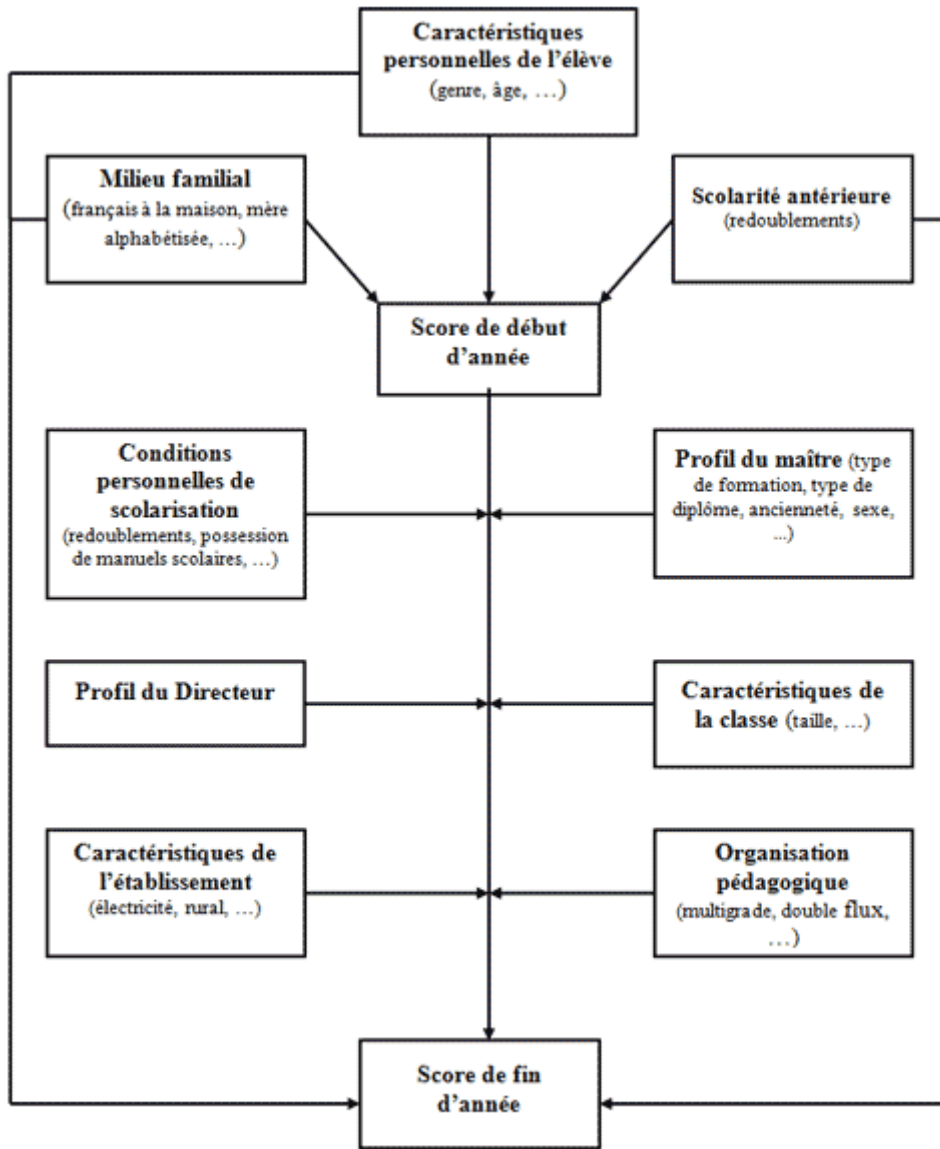 Caractéristiques
personnelles de l'élève
(genre, âge, …)
Milieu familial
(français à la maison, mère
alphabétisée, …)
Scolarité antérieure
(redoublements)
Score de début
d'année
Conditions
personnelles de
scolarisation
(redoublements, possession
de manuels scolaires, …)
Profil du maître (type
de formation, type de
diplôme, ancienneté, sexe,
...)
Profil du Directeur
Caractéristiques de
la classe (taille, …)
Caractéristiques de
l'établissement
(électricité, rural, …)
Organisation
pédagogique
(multigrade, double flux,
…)
Score de fin
d'année